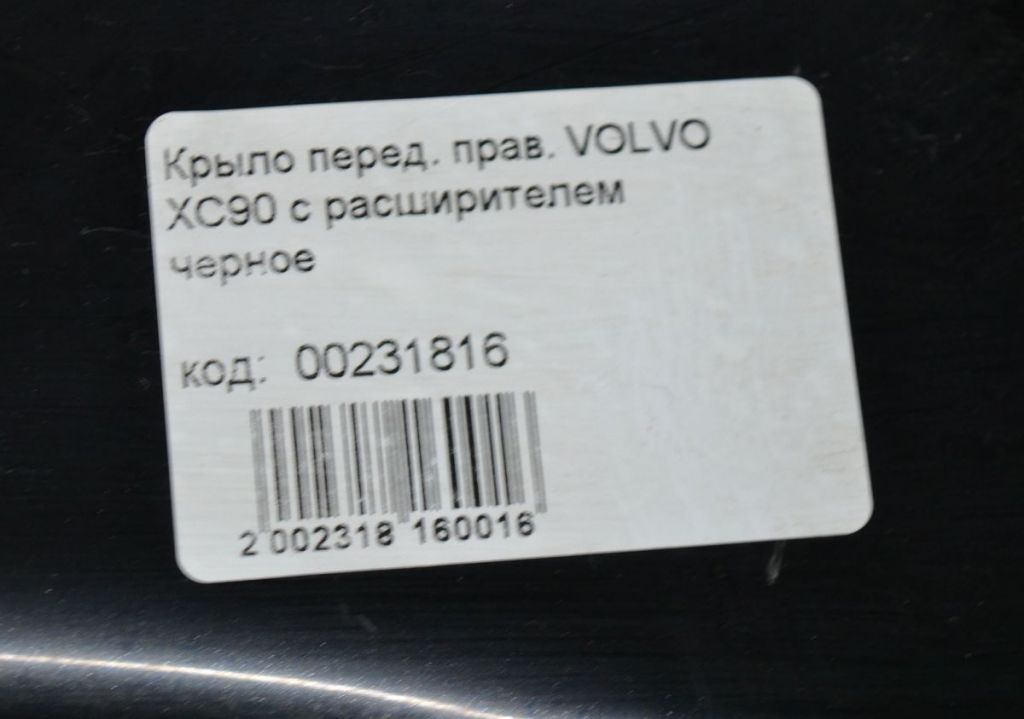 Крыло перед. прав. VOLVO
XC90 с расширителем
черное
код: 00231816
2 002318 160016